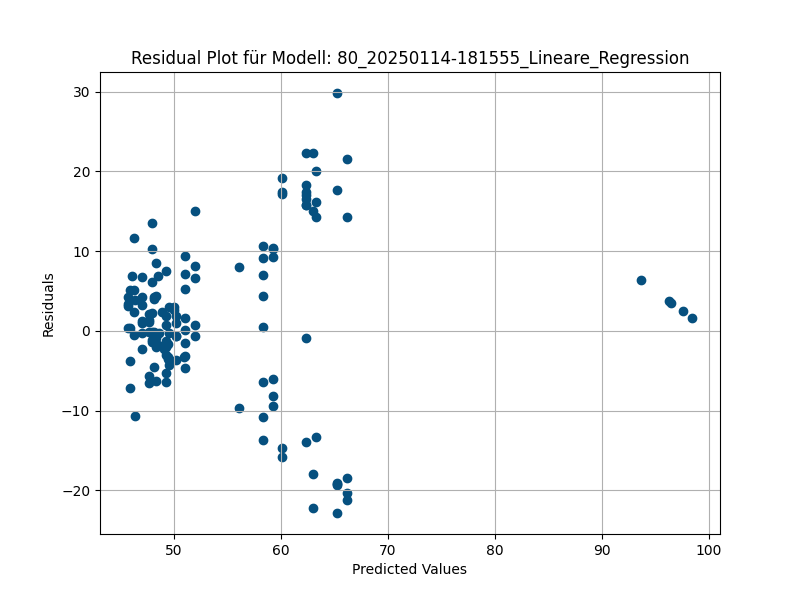 Residual Plot für Modell: 80_20250114-181555_Lineare_Regression
30
20
10
0
−10
−20
Residuals
50 60 70 80 90 100
Predicted Values